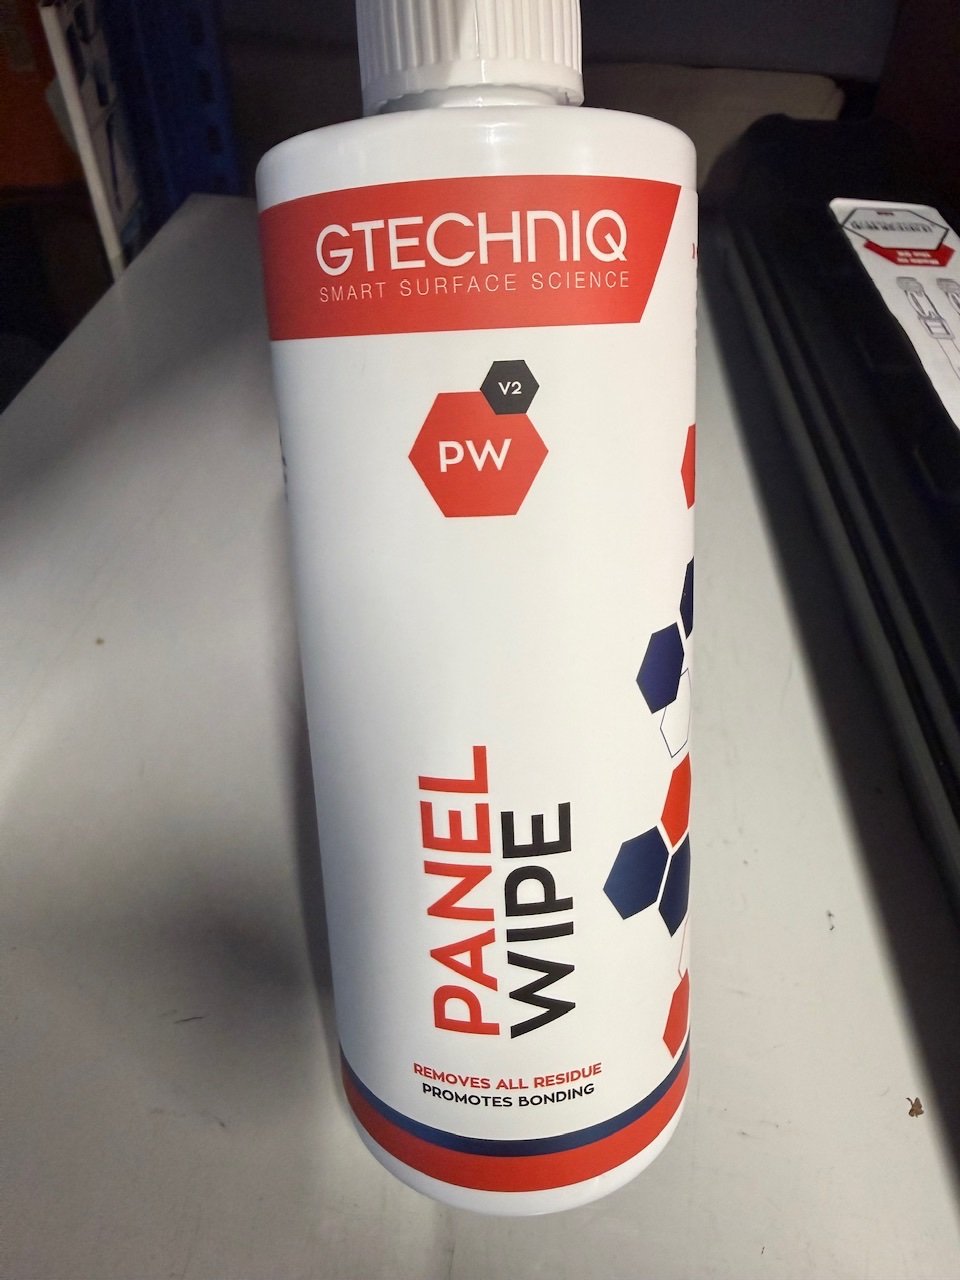 GTECHNIQ
SMART SURFACE SCIENCE
V2
PW
PANEL
WIPE
REMOVES ALL RESIDUE
PROMOTES BONDING